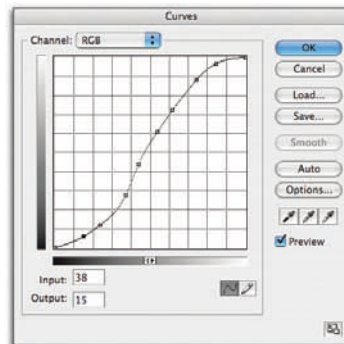 Curves
Channel: RGB
OK
Cancel
Load...
Save...
Smooth
Auto
Options...
Preview
Input: 38
Output: 15